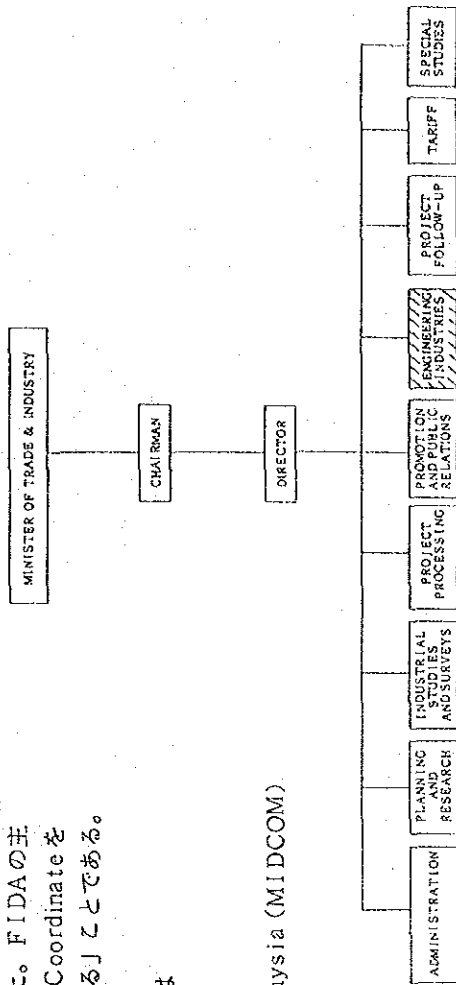 。FIDAの主
Coordinateを
る」ことである。
は
aysia (MIDCOM)
MINISTER OF TRADE & INDUSTRY
CHAIRMAN
DIRECTOR
ADMINISTRATION
PLANNING
AND
RESEARCH
INDUSTRIAL
STUDIES
AND SURVEYS
PROJECT
PROCESSING
PROMOTION
AND PUBLIC
RELATIONS
ENGINEERING
INDUSTRIES
PROJECT
FOLLOW-UP
TARIFF
SPECIAL
STUDIES